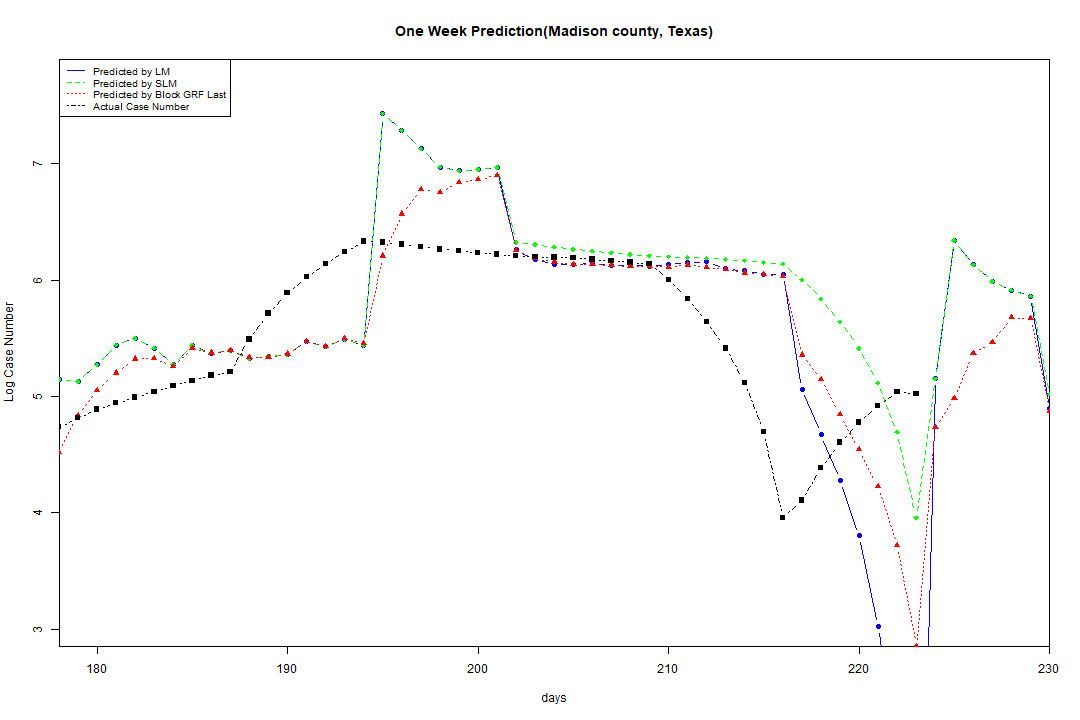 One Week Prediction(Madison county, Texas)
Predicted by LM
Predicted by SLM
Predicted by Block GRF Last
Actual Case Number
7
6
5
4
3
Log Case Number
180 190 200 210 220 230
days